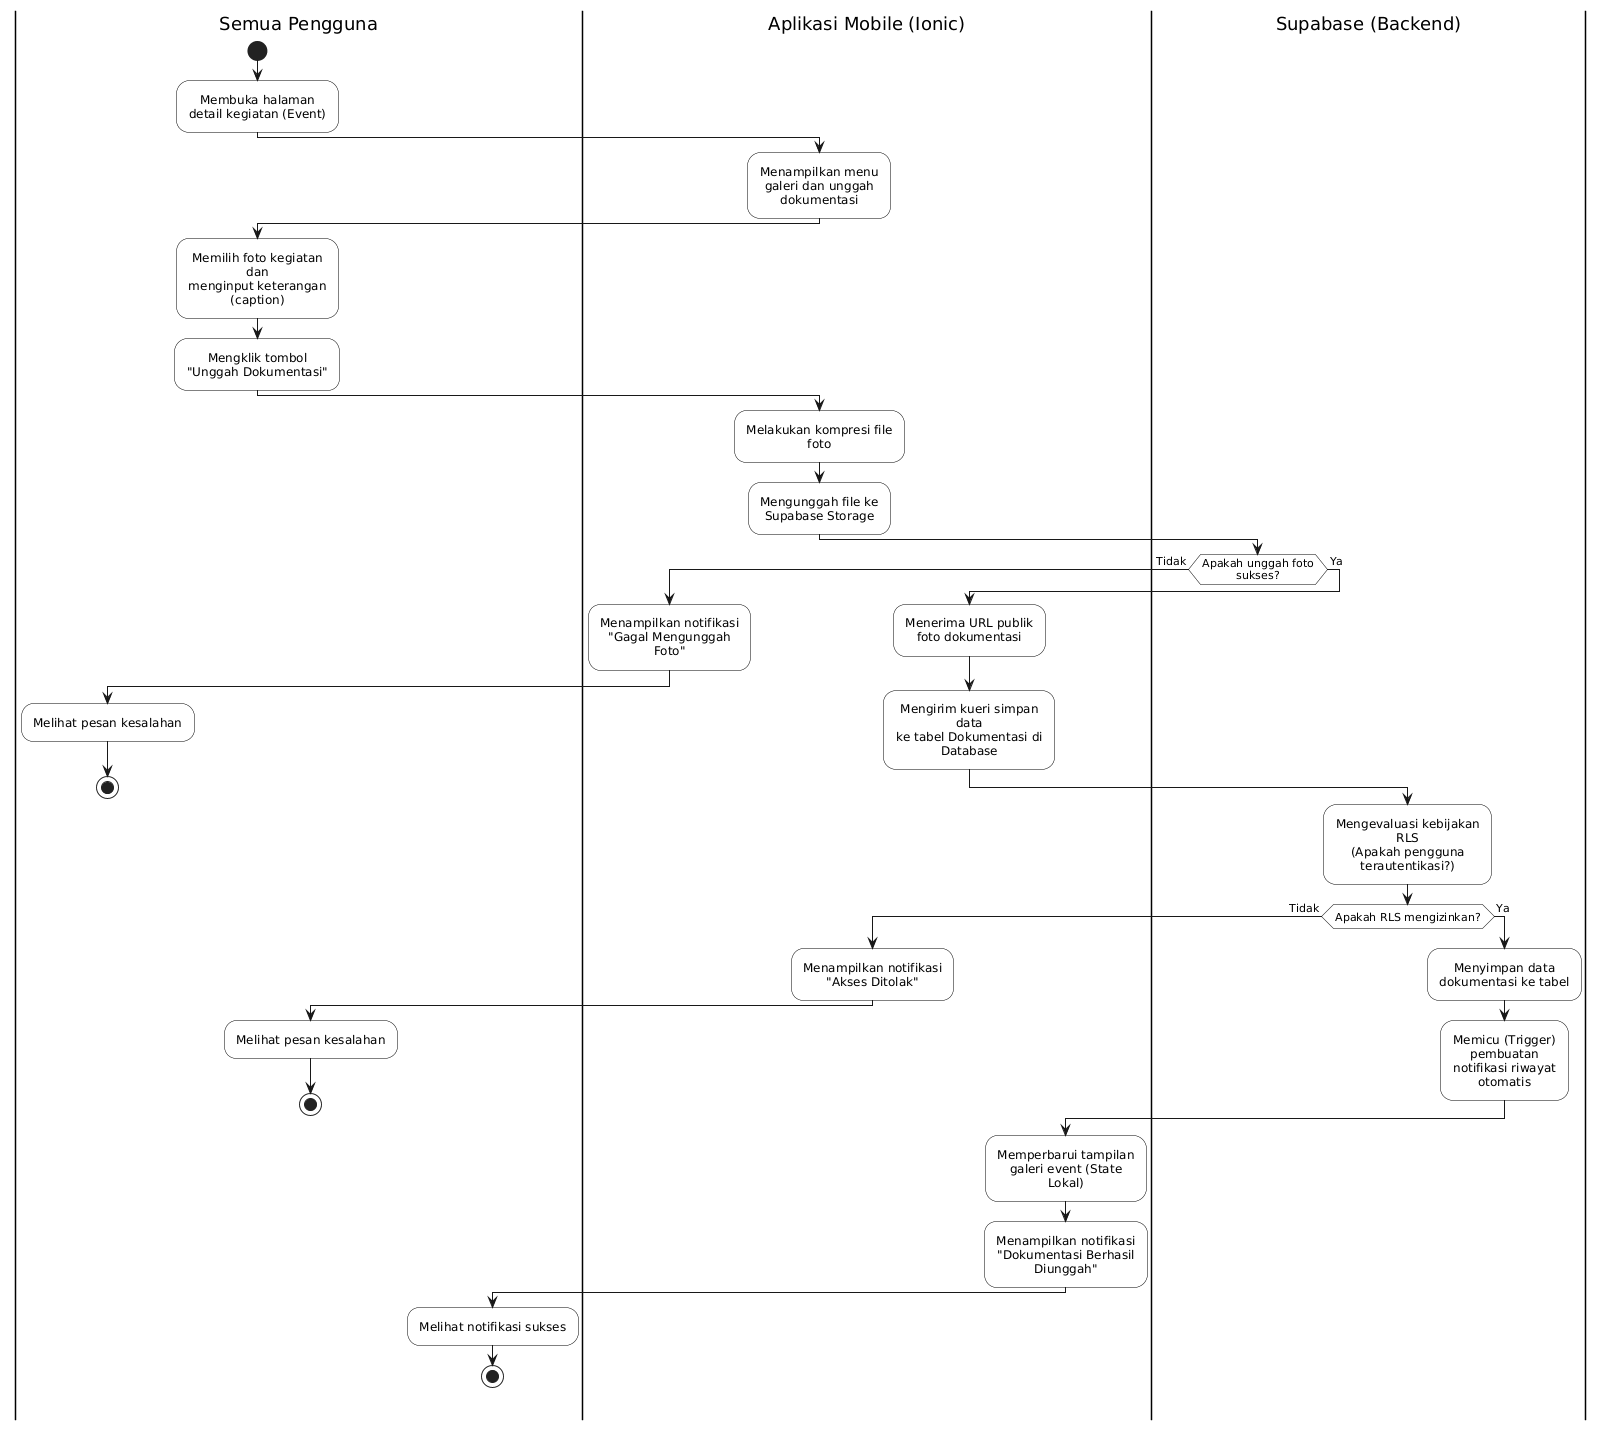 Semua Pengguna
Aplikasi Mobile (Ionic)
Supabase (Backend)
Membuka halaman
detail kegiatan (Event)
Menampilkan menu
galeri dan unggah
dokumentasi
Memilih foto kegiatan
dan
menginput keterangan
(caption)
Mengklik tombol
"Unggah Dokumentasi"
Melakukan kompresi file
foto
Mengunggah file ke
Supabase Storage
Tidak
Apakah unggah foto
sukses?
Ya
Menampilkan notifikasi
"Gagal Mengunggah
Foto"
Menerima URL publik
foto dokumentasi
Melihat pesan kesalahan
Mengirim kueri simpan
data
ke tabel Dokumentasi di
Database
Mengevaluasi kebijakan
RLS
(Apakah pengguna
terautentikasi?)
Tidak
Apakah RLS mengizinkan?
Ya
Menampilkan notifikasi
"Akses Ditolak"
Menyimpan data
dokumentasi ke tabel
Melihat pesan kesalahan
Memicu (Trigger)
pembuatan
notifikasi riwayat
otomatis
Memperbarui tampilan
galeri event (State
Lokal)
Menampilkan notifikasi
"Dokumentasi Berhasil
Diunggah"
Melihat notifikasi sukses